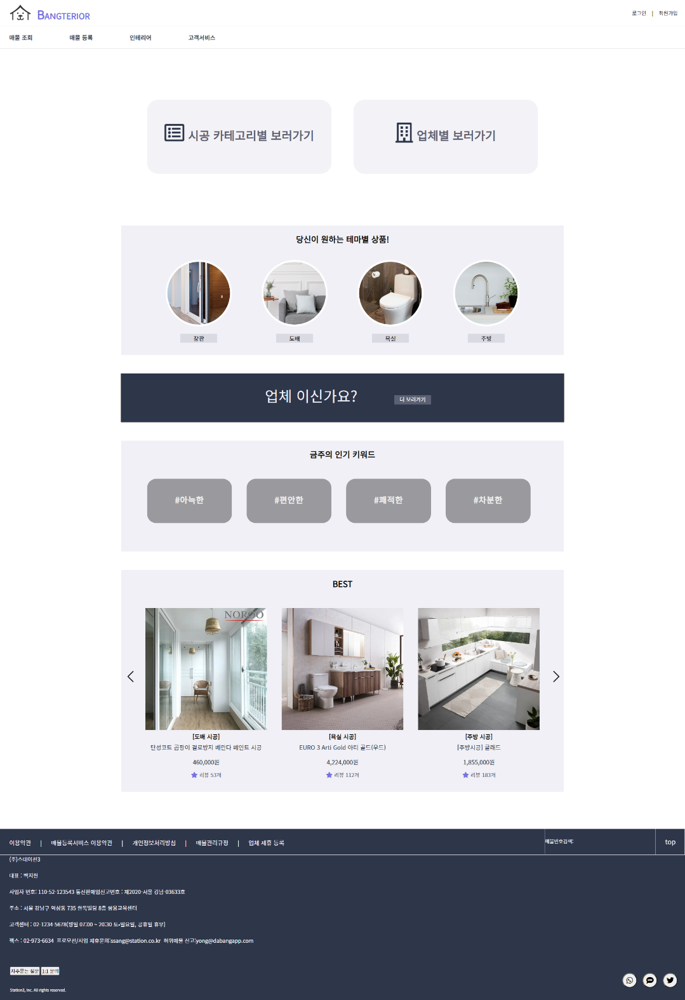 BANGTERIOR
로그인 | 회원가입
매물 조회 매물 등록 인테리어 고객서비스
시공 카테고리별 보러가기
업체별 보러가기
당신이 원하는 테마별 상품!
장판 도배 욕실 주방
업체 이신가요? 더 보러가기
금주의 인기 키워드
#아늑한 #편안한 #쾌적한 #차분한
BEST
NOROO
[도배 시공] [욕실 시공] [주방 시공]
탄성코트 곰팡이 결로방지 베란다 페인트 시공 EURO 3 Arti Gold 아티 골드(우드) [주방시공] 글래드
460,000원 4,224,000원 1,855,000원
리뷰 53개 리뷰 112개 리뷰 183개
이용약관 | 매물등록서비스 이용약관 | 개인정보처리방침 | 매물관리규정 | 업체 제휴 등록 매물번호검색: top
(주)스테이션3
대표 : 백지현
사업자 번호: 110-52-123543 통신판매업신고번호 : 제2020-서울 강남-03633호
주소 : 서울 강남구 역삼동 735 한독빌딩 8층 쌍용교육센터
고객센터 : 02-1234-5678(평일 07:00 ~ 20:30 토•일요일, 공휴일 휴무)
팩스 : 02-973-6634 프로모션/사업 제휴문의:ssang@station.co.kr 허위매물 신고:yong@dabangapp.com
자주묻는 질문 1:1 문의
Station3, Inc. All rights reserved.